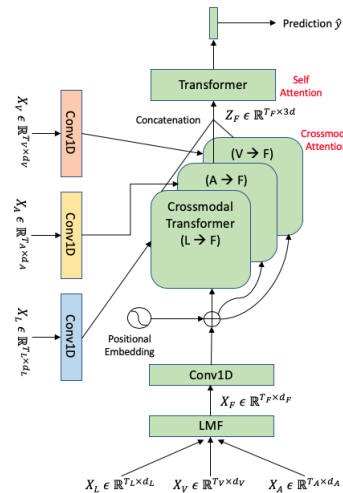 Prediction ŷ
Transformer
Self
Attention
Concatenation
Z_F ∈ ℝ^{T_F×3d}
Crossmodal
Attention
X_V ∈ ℝ^{T_V×d_V}
Conv1D
(V → F)
(A → F)
Crossmodal
Transformer
(L → F)
X_A ∈ ℝ^{T_A×d_A}
Conv1D
X_L ∈ ℝ^{T_L×d_L}
Conv1D
Positional
Embedding
Conv1D
X_F ∈ ℝ^{T_F×d_F}
LMF
X_L ∈ ℝ^{T_L×d_L} X_V ∈ ℝ^{T_V×d_V} X_A ∈ ℝ^{T_A×d_A}